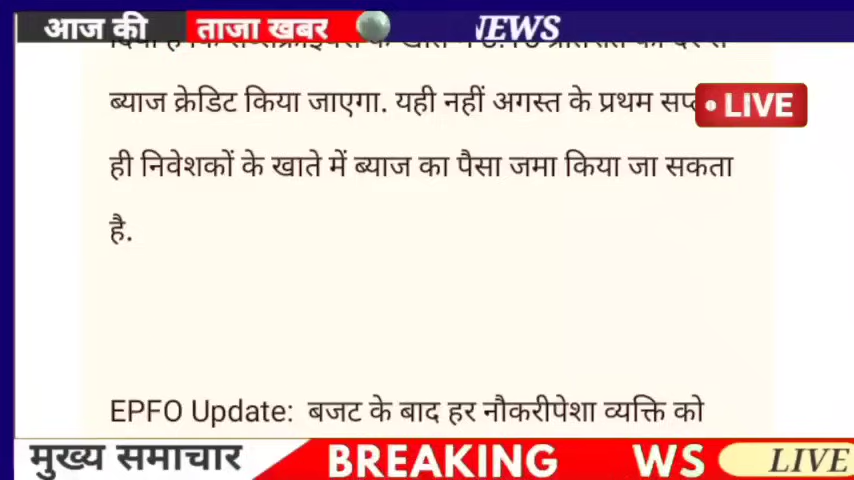 आज की ताजा खबर NEWS
ब्याज क्रेडिट किया जाएगा. यही नहीं अगस्त के प्रथम
• LIVE
ही निवेशकों के खाते में ब्याज का पैसा जमा किया जा सकता
है.
EPFO Update: बजट के बाद हर नौकरीपेशा व्यक्ति को
मुख्य समाचार BREAKING WS LIVE